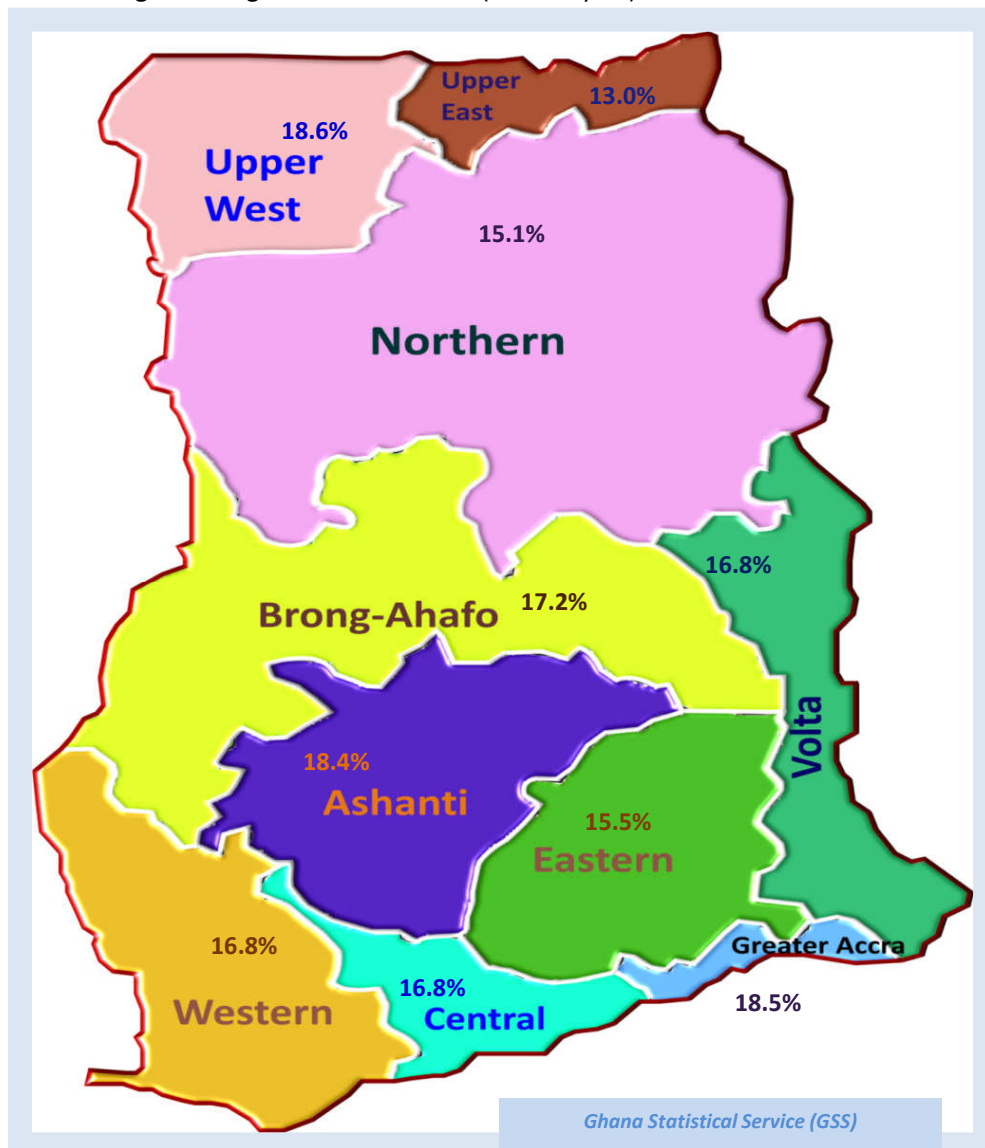 Upper
East
13.0%
18.6%
Upper
West
15.1%
Northern
16.8%
Brong-Ahafo 17.2%
Volta
18.4%
Ashanti
15.5%
Eastern
16.8%
Western
16.8%
Central
Greater Accra
18.5%
Ghana Statistical Service (GSS)